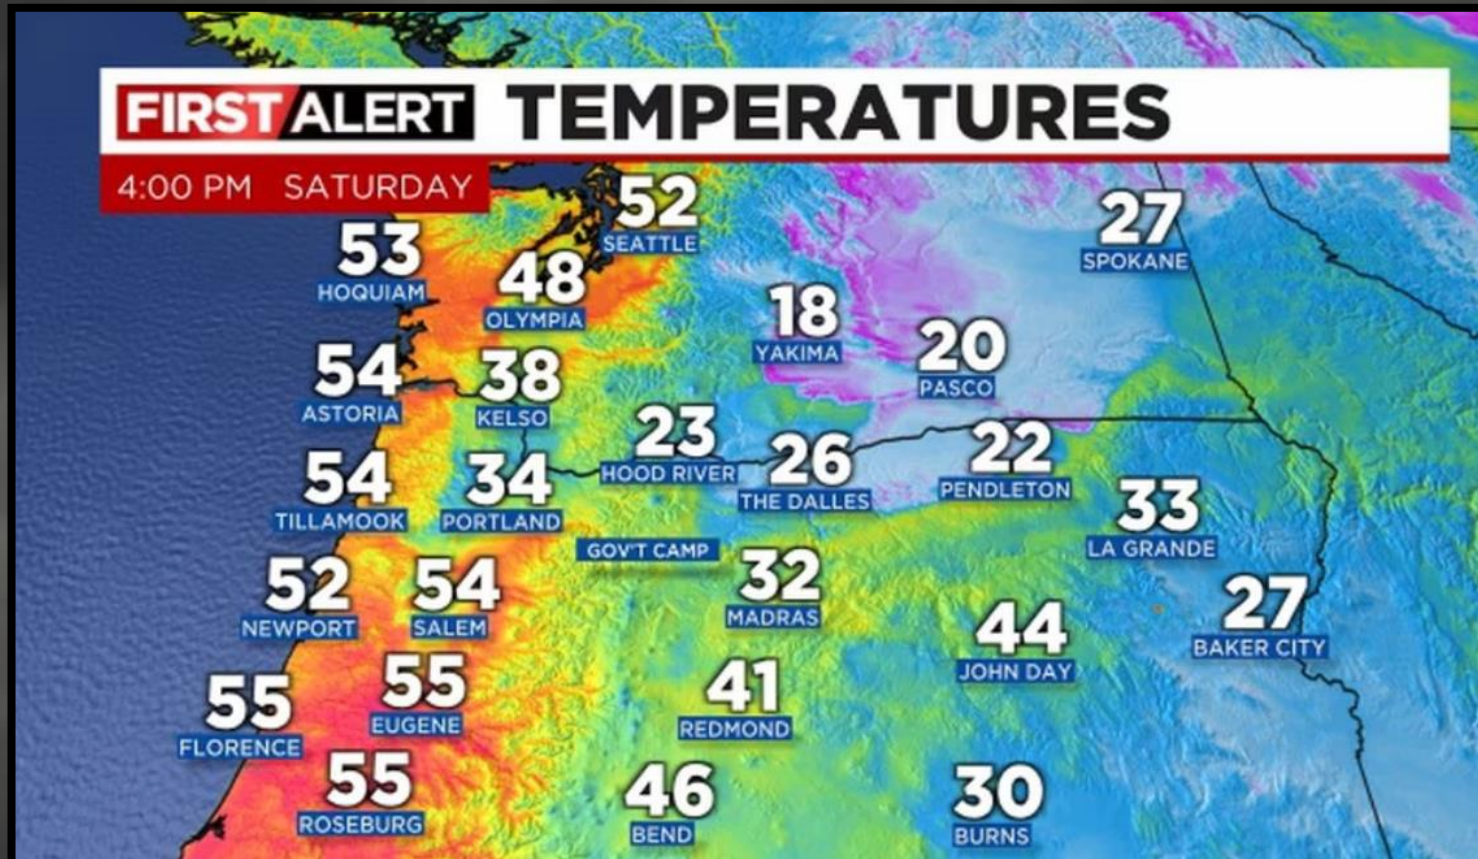 FIRST ALERT TEMPERATURES
4:00 PM SATURDAY
52
SEATTLE
27
SPOKANE
53
HOQUIAM
48
OLYMPIA
18
YAKIMA
20
PASCO
54
ASTORIA
38
KELSO
23
HOOD RIVER
26
THE DALLES
22
PENDLETON
54
TILLAMOOK
34
PORTLAND
33
LA GRANDE
GOV'T CAMP
52
NEWPORT
54
SALEM
32
MADRAS
44
JOHN DAY
27
BAKER CITY
55
FLORENCE
55
EUGENE
41
REDMOND
55
ROSEBURG
46
BEND
30
BURNS